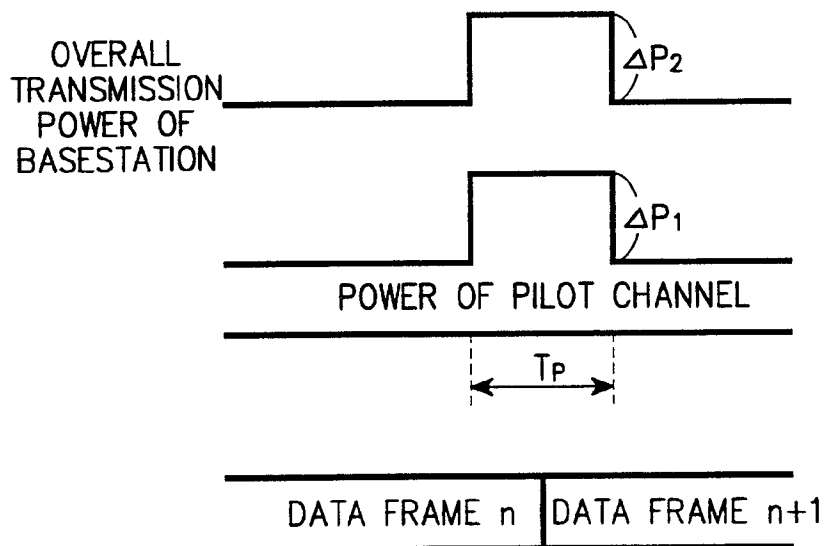 OVERALL
TRANSMISSION
POWER OF
BASESTATION
ΔP2
ΔP1
POWER OF PILOT CHANNEL
TP
DATA FRAME n
DATA FRAME n+1